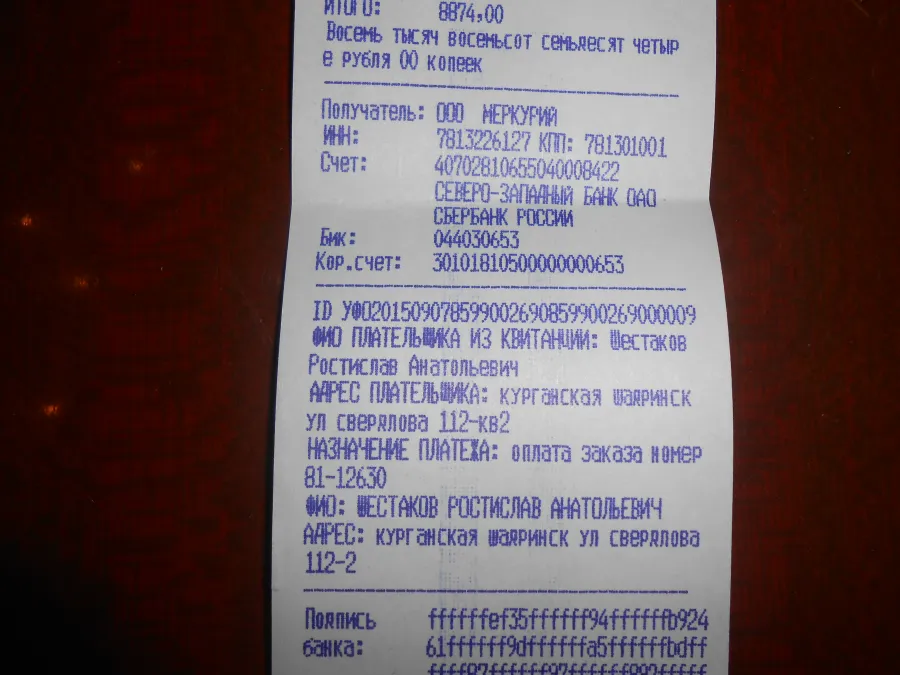 ИТОГО: 8874,00
Восемь тысяч восемьсот семьдесят четыр
е рубля 00 копеек
Получатель: ООО МЕРКУРИЙ
ИНН: 7813226127 КПП: 781301001
Счет: 40702810655040008422
СЕВЕРО-ЗАПАДНЫЙ БАНК ОАО
СБЕРБАНК РОССИИ
Бик: 044030653
Кор.счет: 30101810500000000653
ID УФО20150907859900269085990026900­0009
ФИО ПЛАТЕЛЬЩИКА ИЗ КВИТАНЦИИ: Шестаков
Ростислав Анатольевич
АДРЕС ПЛАТЕЛЬЩИКА: курганская шадринск
ул свердлова 112-кв2
НАЗНАЧЕНИЕ ПЛАТЕЖА: оплата заказа номер
81-12630
ФИО: ШЕСТАКОВ РОСТИСЛАВ АНАТОЛЬЕВИЧ
АДРЕС: курганская шадринск ул свердлова
112-2
Подпись ffffffef35ffffff94ffffffb924
банка: 61ffffff9dffffffa5ffffffbdff